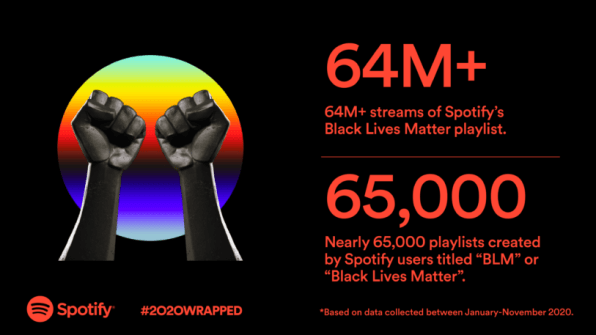 64M+
64M+ streams of Spotify's
Black Lives Matter playlist.
65,000
Nearly 65,000 playlists created
by Spotify users titled “BLM” or
“Black Lives Matter”.
Spotify®
#2020WRAPPED
*Based on data collected between January-November 2020.